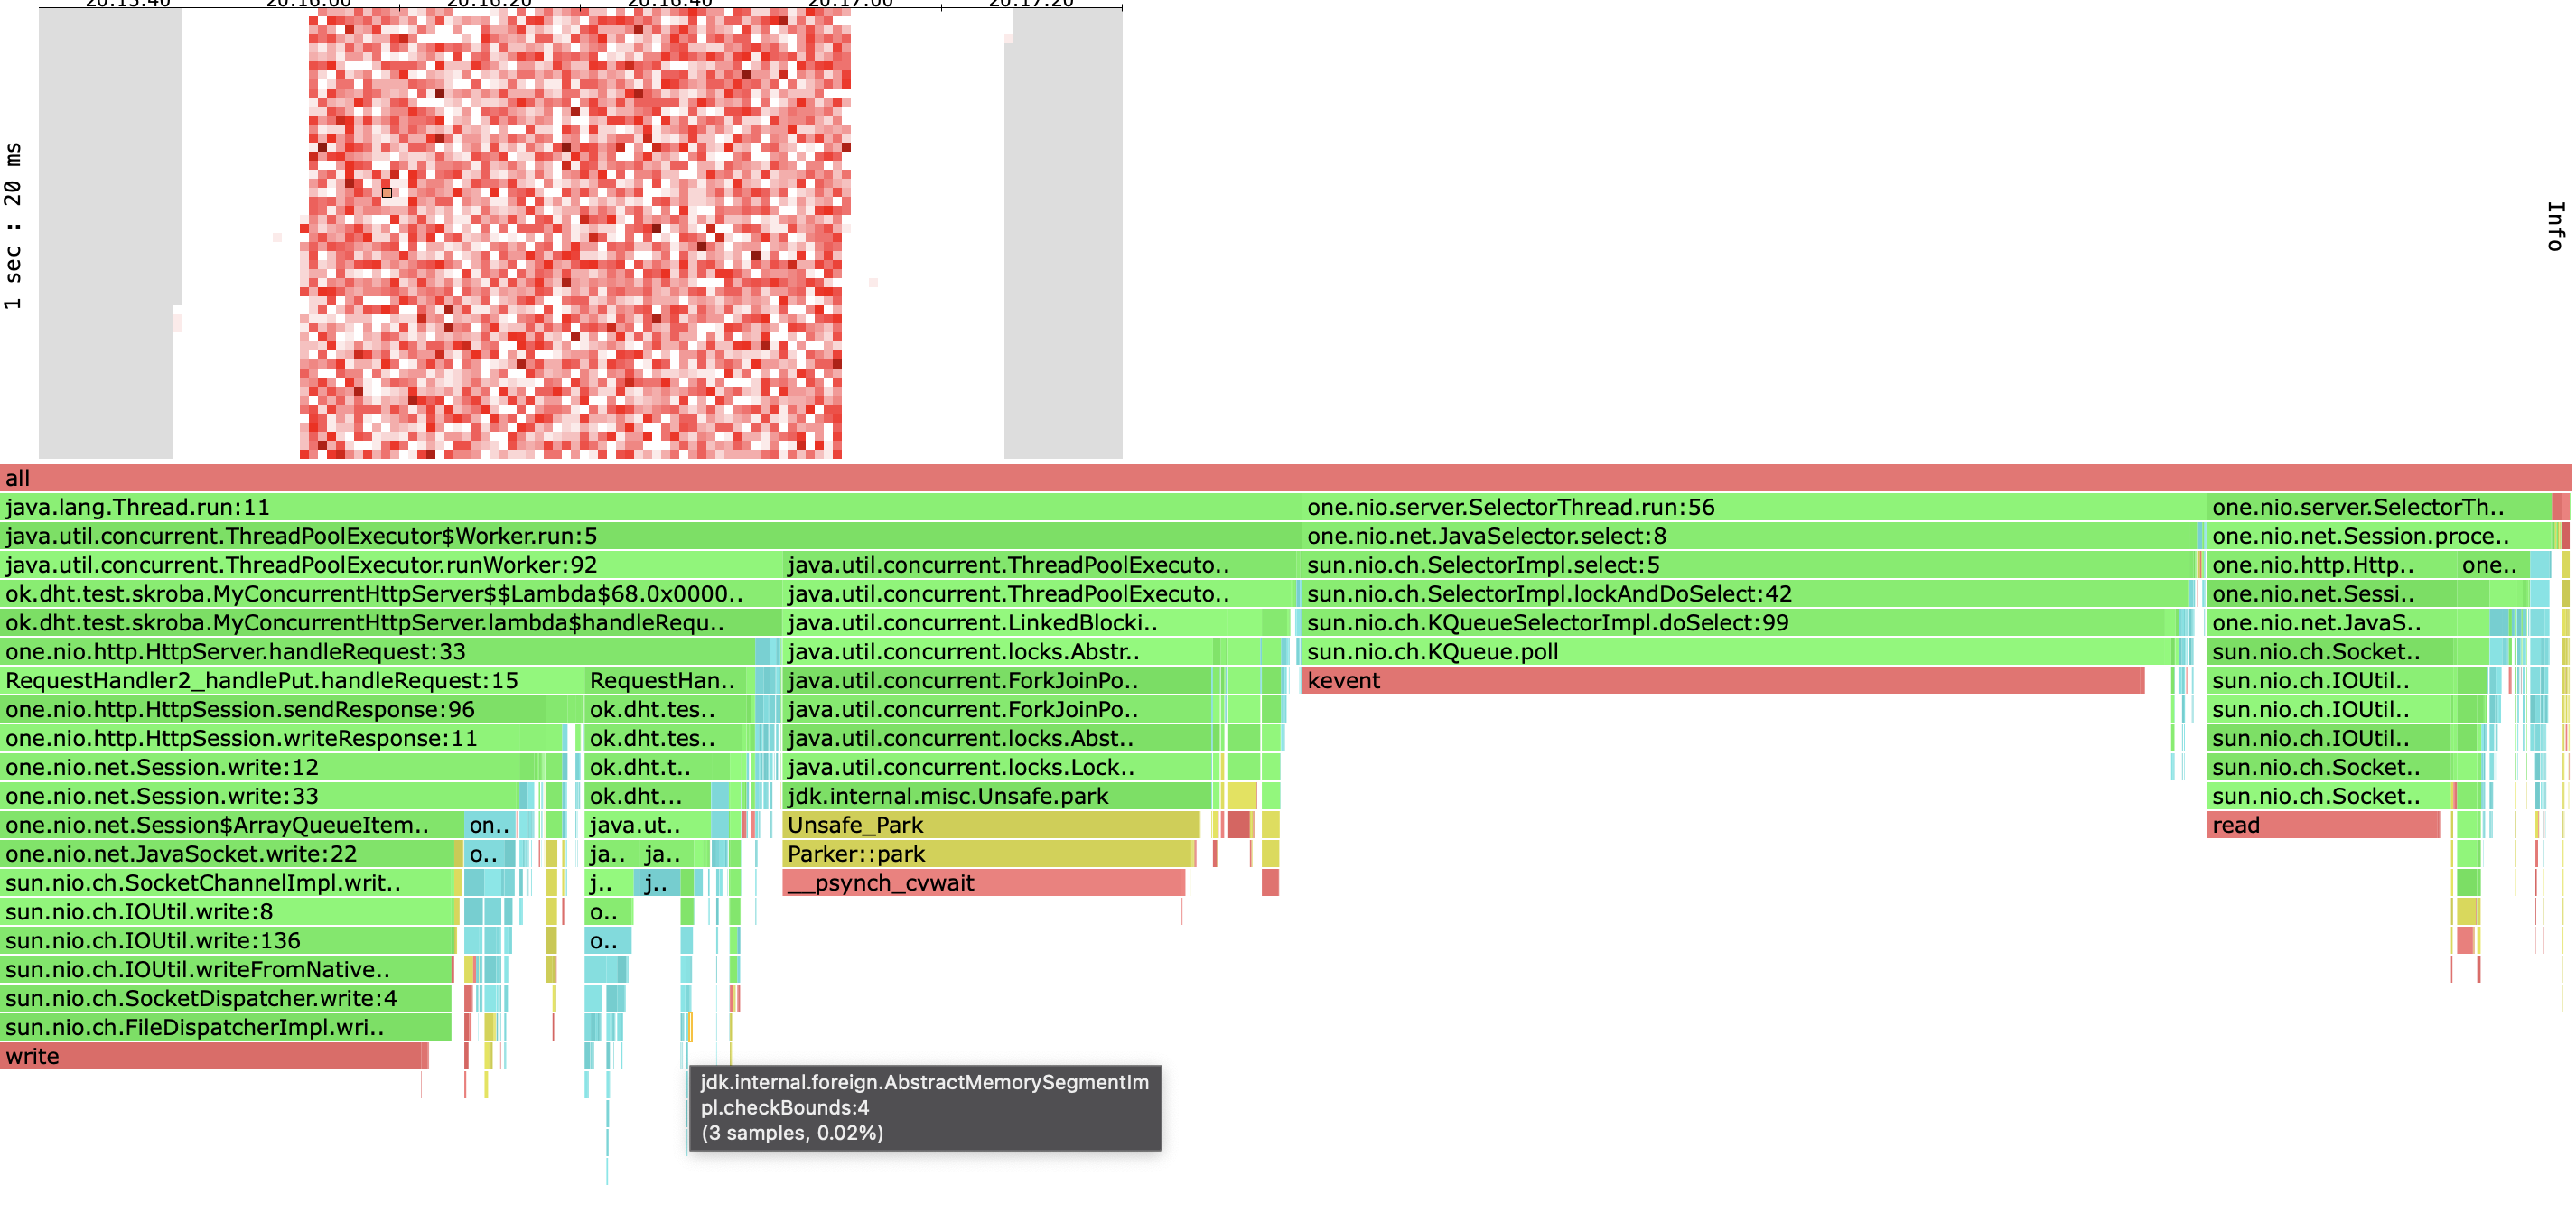 20:15:40 20:16:00 20:16:20 20:16:40 20:17:00 20:17:20
1 sec : 20 ms
Info
all
java.lang.Thread.run:11 one.nio.server.SelectorThread.run:56 one.nio.server.SelectorTh..
java.util.concurrent.ThreadPoolExecutor$Worker.run:5 one.nio.net.JavaSelector.select:8 one.nio.net.Session.proce..
java.util.concurrent.ThreadPoolExecutor.runWorker:92 java.util.concurrent.ThreadPoolExecuto.. sun.nio.ch.SelectorImpl.select:5 one.nio.http.Http.. one..
ok.dht.test.skroba.MyConcurrentHttpServer$$Lambda$68.0x0000.. java.util.concurrent.ThreadPoolExecuto.. sun.nio.ch.SelectorImpl.lockAndDoSelect:42 one.nio.net.Sessi..
ok.dht.test.skroba.MyConcurrentHttpServer.lambda$handleRequ.. java.util.concurrent.LinkedBlocki.. sun.nio.ch.KQueueSelectorImpl.doSelect:99 one.nio.net.JavaS..
one.nio.http.HttpServer.handleRequest:33 java.util.concurrent.locks.Abstr.. sun.nio.ch.KQueue.poll sun.nio.ch.Socket..
RequestHandler2_handlePut.handleRequest:15 RequestHan.. java.util.concurrent.ForkJoinPo.. kevent sun.nio.ch.IOUtil..
one.nio.http.HttpSession.sendResponse:96 ok.dht.tes.. java.util.concurrent.ForkJoinPo.. sun.nio.ch.IOUtil..
one.nio.http.HttpSession.writeResponse:11 ok.dht.tes.. java.util.concurrent.locks.Abst.. sun.nio.ch.IOUtil..
one.nio.net.Session.write:12 ok.dht.t.. java.util.concurrent.locks.Lock.. sun.nio.ch.Socket..
one.nio.net.Session.write:33 ok.dht... jdk.internal.misc.Unsafe.park sun.nio.ch.Socket..
one.nio.net.Session$ArrayQueueItem.. on.. java.ut.. Unsafe_Park read
one.nio.net.JavaSocket.write:22 o.. ja.. ja.. Parker::park
sun.nio.ch.SocketChannelImpl.writ.. j.. j.. __psynch_cvwait
sun.nio.ch.IOUtil.write:8 o..
sun.nio.ch.IOUtil.write:136 o..
sun.nio.ch.IOUtil.writeFromNative..
sun.nio.ch.SocketDispatcher.write:4
sun.nio.ch.FileDispatcherImpl.wri..
write
jdk.internal.foreign.AbstractMemorySegmentIm
pl.checkBounds:4
(3 samples, 0.02%)